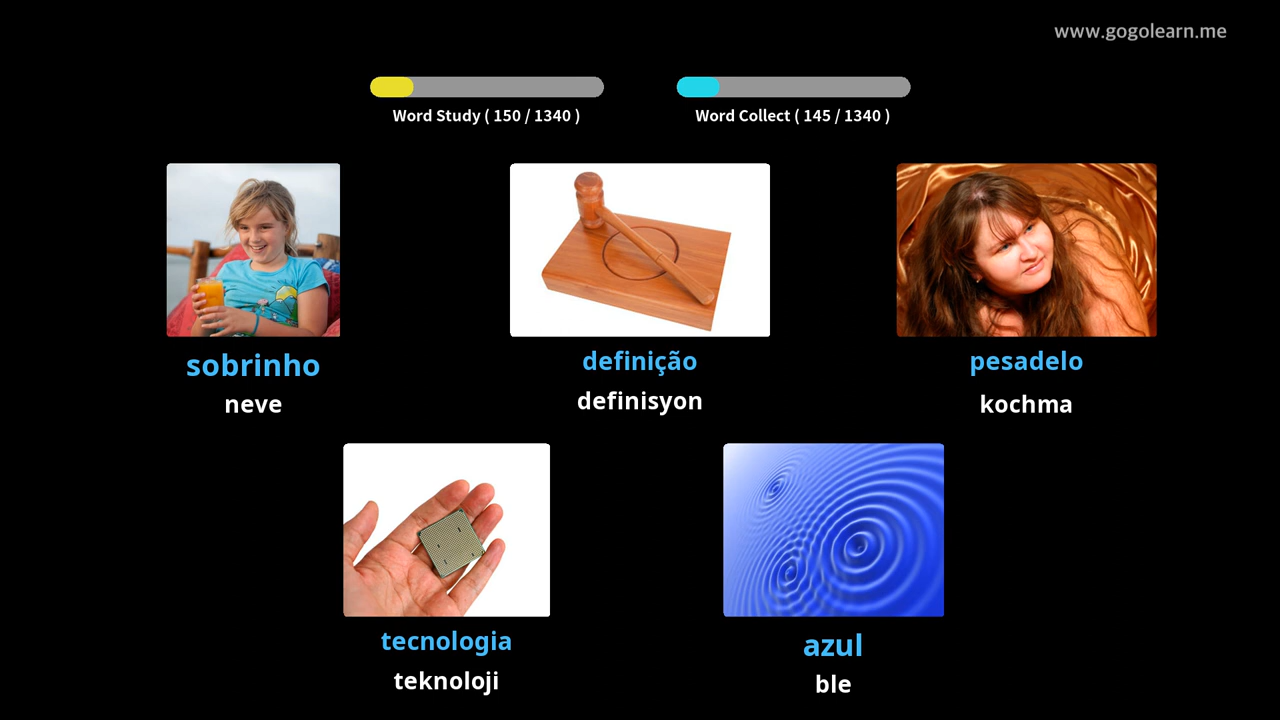 www.gogolearn.me
Word Study ( 150 / 1340 )
Word Collect ( 145 / 1340 )
sobrinho
neve
definição
definisyon
pesadelo
kochma
tecnologia
teknoloji
azul
ble